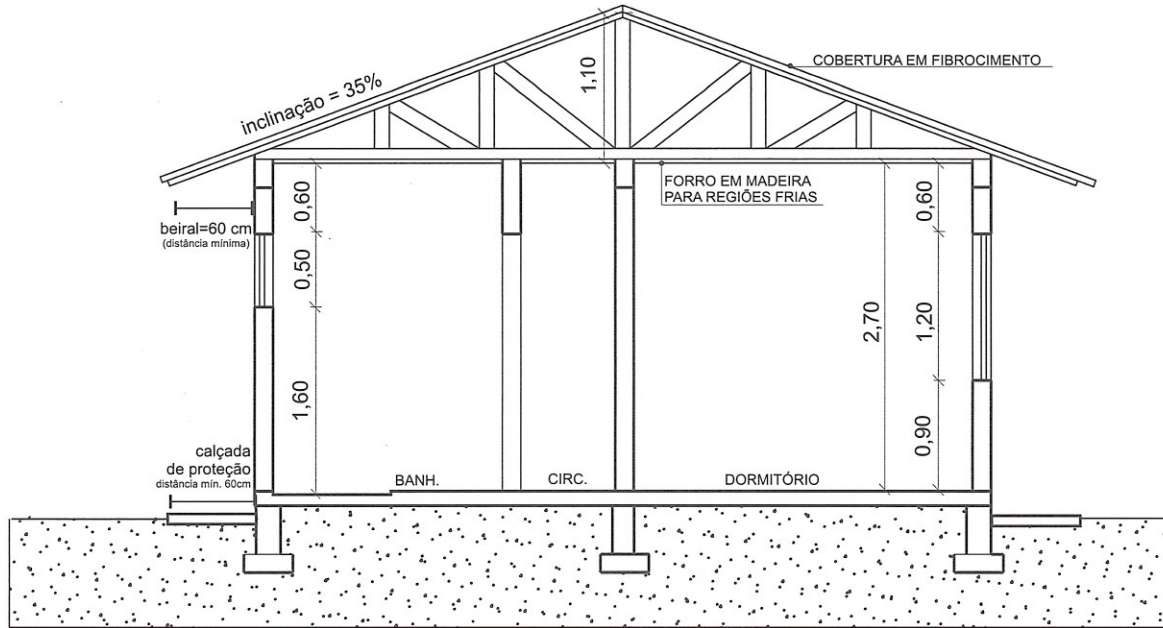 COBERTURA EM FIBROCIMENTO
1,10
inclinação = 35%
FORRO EM MADEIRA
PARA REGIÕES FRIAS
0,60
0,60
beiral=60 cm
(distância mínima)
0,50
2,70
1,20
1,60
0,90
calçada
de proteção
distância mín. 60cm
BANH.
CIRC.
DORMITÓRIO